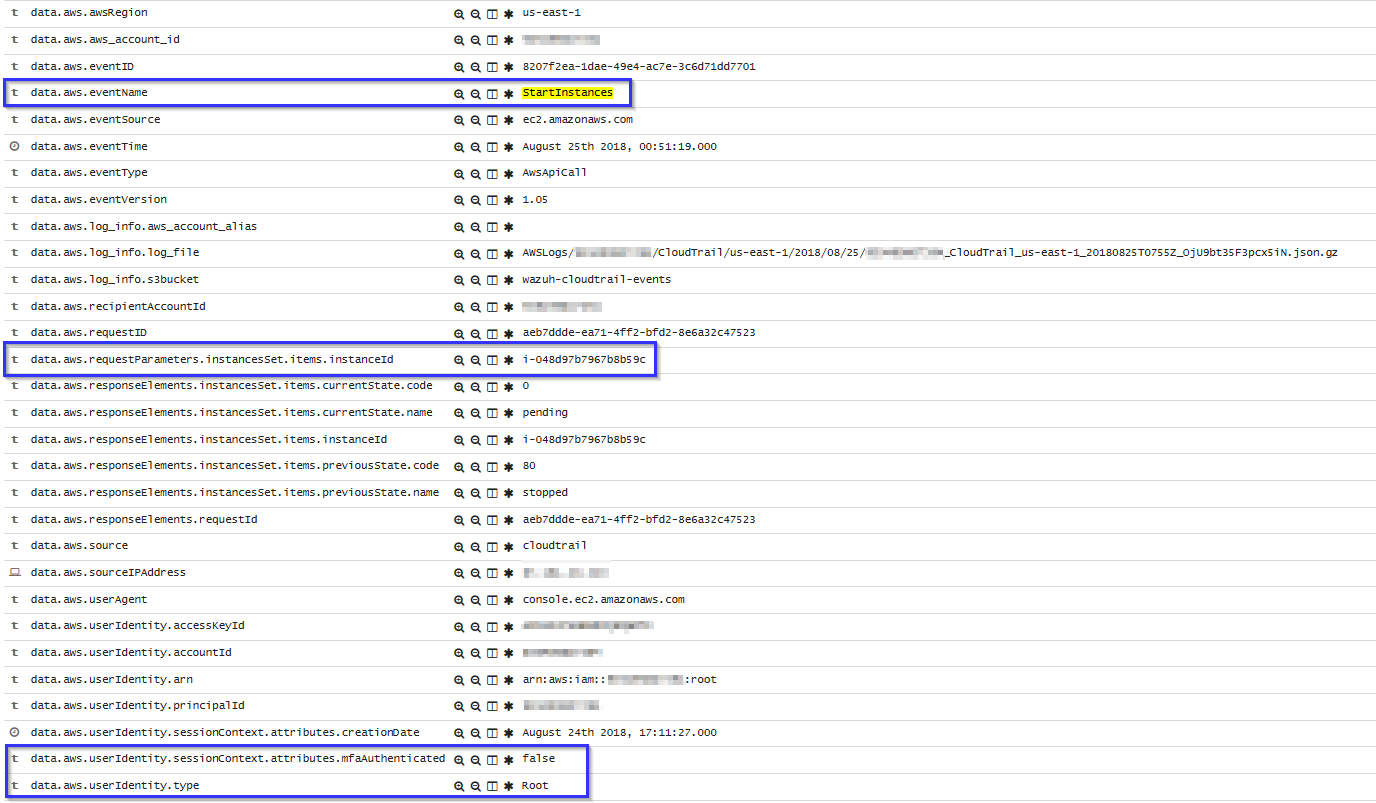 t data.aws.awsRegion us-east-1
t data.aws.aws_account_id
t data.aws.eventID 8207f2ea-1dae-49e4-ac7e-3c6d71dd7701
t data.aws.eventName StartInstances
t data.aws.eventSource ec2.amazonaws.com
data.aws.eventTime August 25th 2018, 00:51:19.000
t data.aws.eventType AwsApiCall
t data.aws.eventVersion 1.05
t data.aws.log_info.aws_account_alias
t data.aws.log_info.log_file AWSLogs/ /CloudTrail/us-east-1/2018/08/25/ _CloudTrail_us-east-1_20180825T0755Z_OjU9bt35F3pcx5iN.json.gz
t data.aws.log_info.s3bucket wazuh-cloudtrail-events
t data.aws.recipientAccountId
t data.aws.requestID aeb7ddde-ea71-4ff2-bfd2-8e6a32c47523
t data.aws.requestParameters.instancesSet.items.instanceId i-048d97b7967b8b59c
t data.aws.responseElements.instancesSet.items.currentState.code 0
t data.aws.responseElements.instancesSet.items.currentState.name pending
t data.aws.responseElements.instancesSet.items.instanceId i-048d97b7967b8b59c
t data.aws.responseElements.instancesSet.items.previousState.code 80
t data.aws.responseElements.instancesSet.items.previousState.name stopped
t data.aws.responseElements.requestId aeb7ddde-ea71-4ff2-bfd2-8e6a32c47523
t data.aws.source cloudtrail
data.aws.sourceIPAddress
t data.aws.userAgent console.ec2.amazonaws.com
t data.aws.userIdentity.accessKeyId
t data.aws.userIdentity.accountId
t data.aws.userIdentity.arn arn:aws:iam:: :root
t data.aws.userIdentity.principalId
data.aws.userIdentity.sessionContext.attributes.creationDate August 24th 2018, 17:11:27.000
t data.aws.userIdentity.sessionContext.attributes.mfaAuthenticated false
t data.aws.userIdentity.type Root